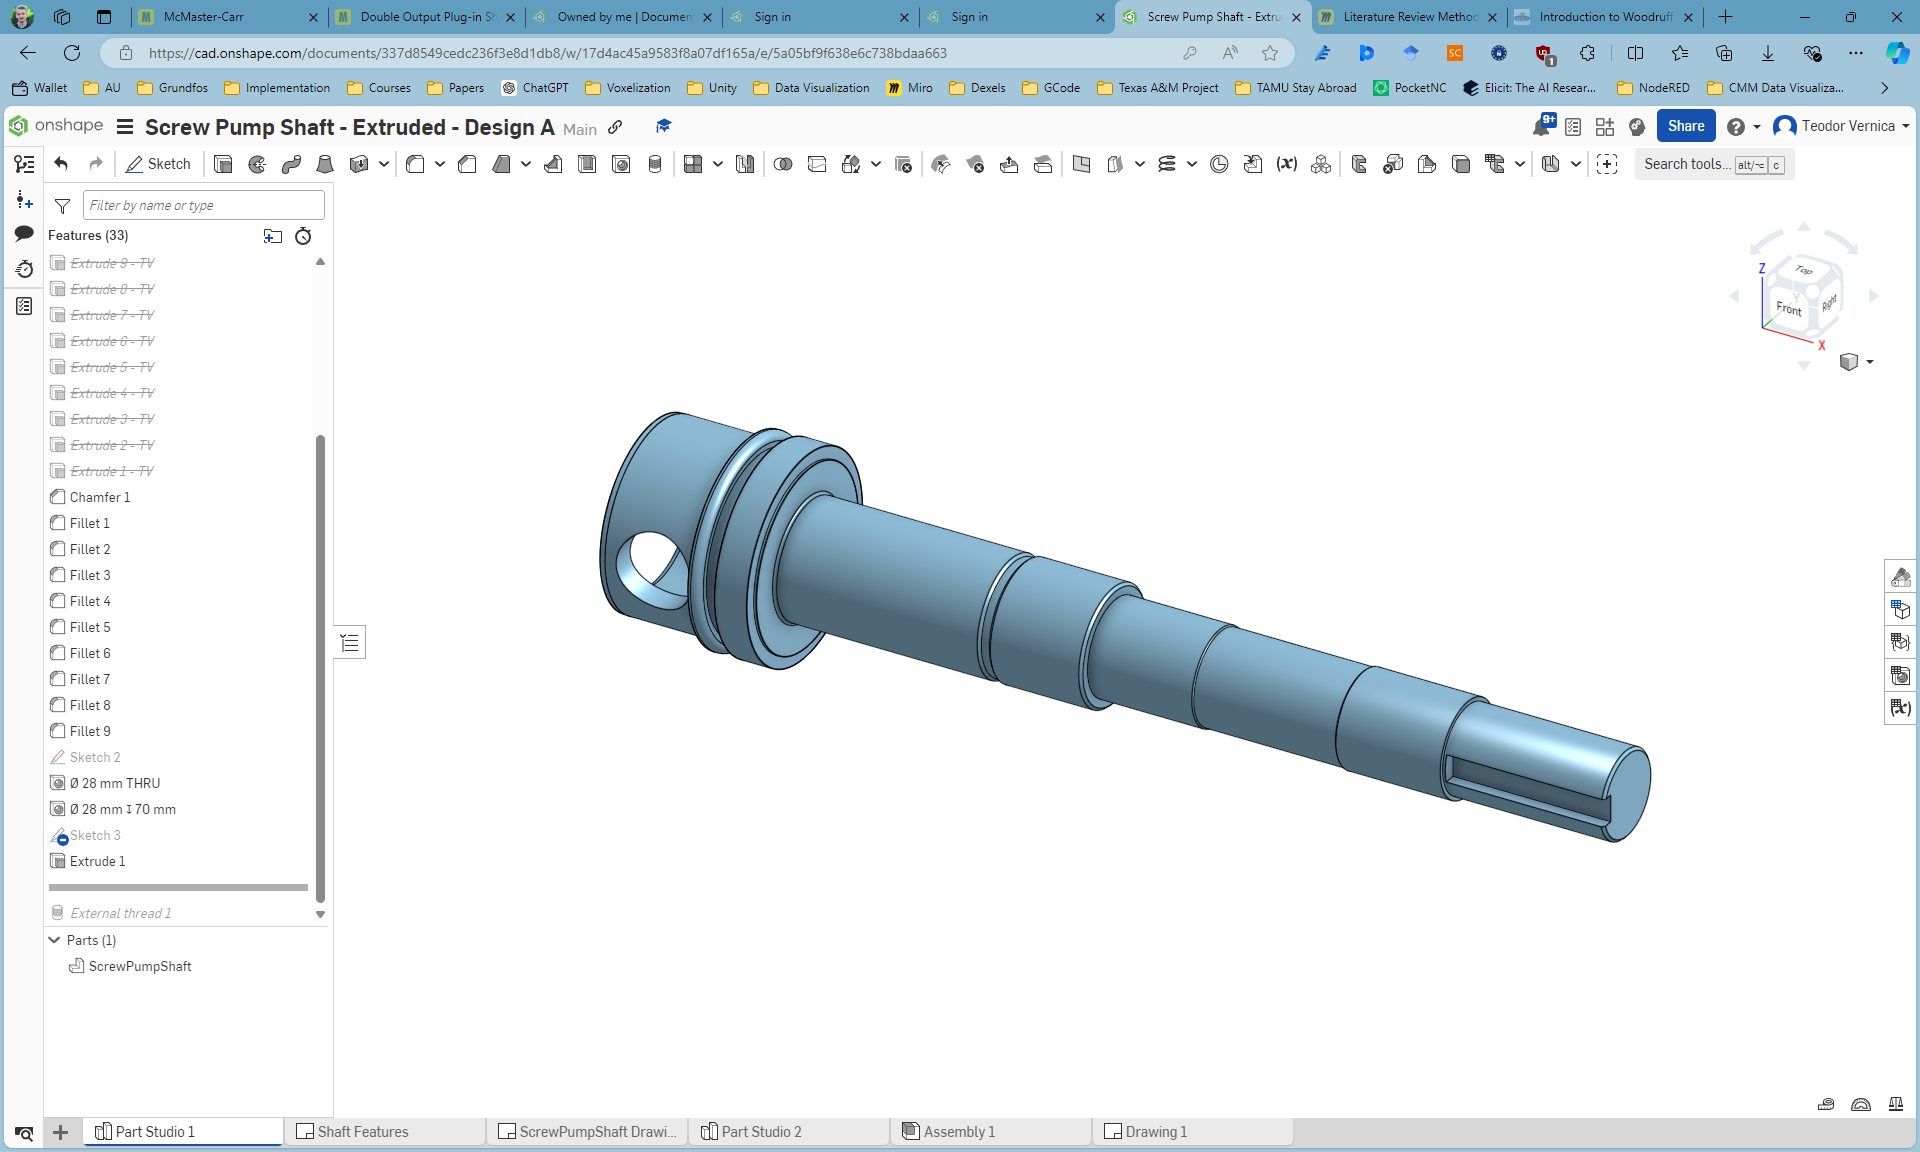 McMaster-Carr
Double Output Plug-in Sh
Owned by me | Documen
Sign in
Sign in
Screw Pump Shaft - Extru
Literature Review Metho
Introduction to Woodruff
https://cad.onshape.com/documents/337d8549cedc236f3e8d1db8/w/17d4ac45a9583f8a07df165a/e/5a05bf9f638e6c738bdaa663
Wallet
AU
Grundfos
Implementation
Courses
Papers
ChatGPT
Voxelization
Unity
Data Visualization
Miro
Dexels
GCode
Texas A&M Project
TAMU Stay Abroad
PocketNC
Elicit: The AI Resear...
NodeRED
CMM Data Visualiza...
onshape
Screw Pump Shaft - Extruded - Design A Main
9+
Share
Teodor Vernica
Sketch
Search tools... alt/⌥ c
Filter by name or type
Features (33)
Extrude 9 - TV
Extrude 8 - TV
Extrude 7 - TV
Extrude 6 - TV
Extrude 5 - TV
Extrude 4 - TV
Extrude 3 - TV
Extrude 2 - TV
Extrude 1 - TV
Chamfer 1
Fillet 1
Fillet 2
Fillet 3
Fillet 4
Fillet 5
Fillet 6
Fillet 7
Fillet 8
Fillet 9
Sketch 2
Ø 28 mm THRU
Ø 28 mm ↧ 70 mm
Sketch 3
Extrude 1
External thread 1
Parts (1)
ScrewPumpShaft
Z
Top
Y
Front
Right
X
Part Studio 1
Shaft Features
ScrewPumpShaft Drawi...
Part Studio 2
Assembly 1
Drawing 1